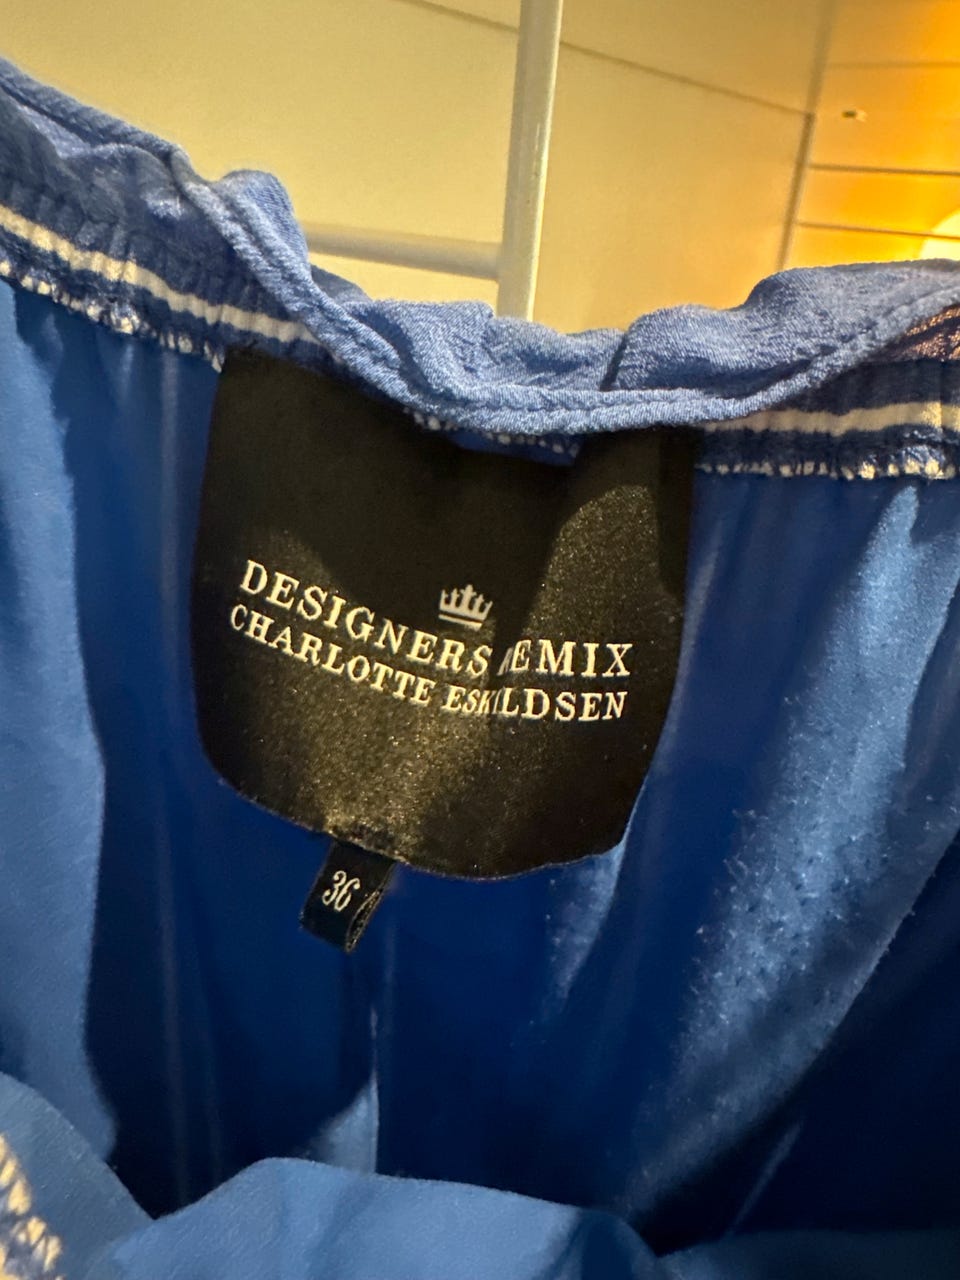 DESIGNERS REMIX
CHARLOTTE ESKILDSEN
36